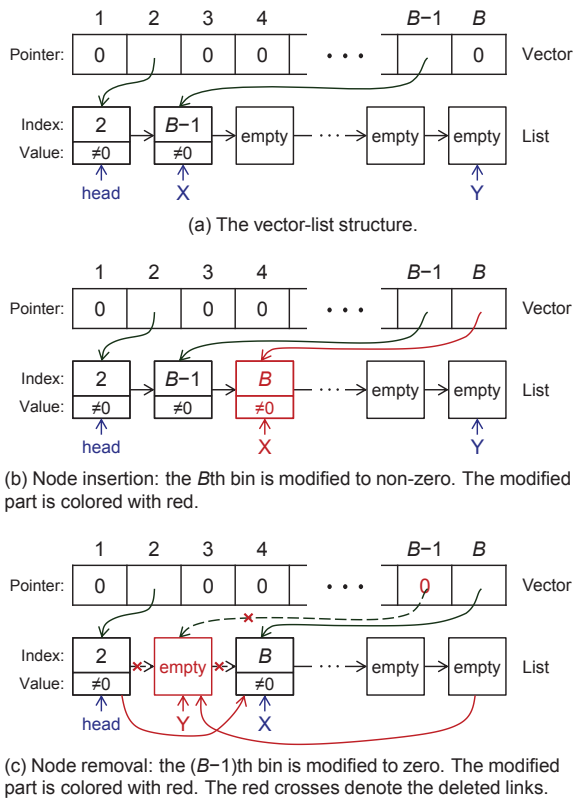 1 2 3 4 B−1 B
Pointer: 0 0 0 · · · 0 Vector
Index: 2 B−1 empty · · · empty empty List
Value: ≠0 ≠0
head X Y
(a) The vector-list structure.
1 2 3 4 B−1 B
Pointer: 0 0 0 · · · Vector
Index: 2 B−1 B · · · empty empty List
Value: ≠0 ≠0 ≠0
head X Y
(b) Node insertion: the Bth bin is modified to non-zero. The modified
part is colored with red.
1 2 3 4 B−1 B
Pointer: 0 0 0 · · · 0 Vector
Index: 2 empty B · · · empty empty List
Value: ≠0 ≠0
head Y X
(c) Node removal: the (B−1)th bin is modified to zero. The modified
part is colored with red. The red crosses denote the deleted links.